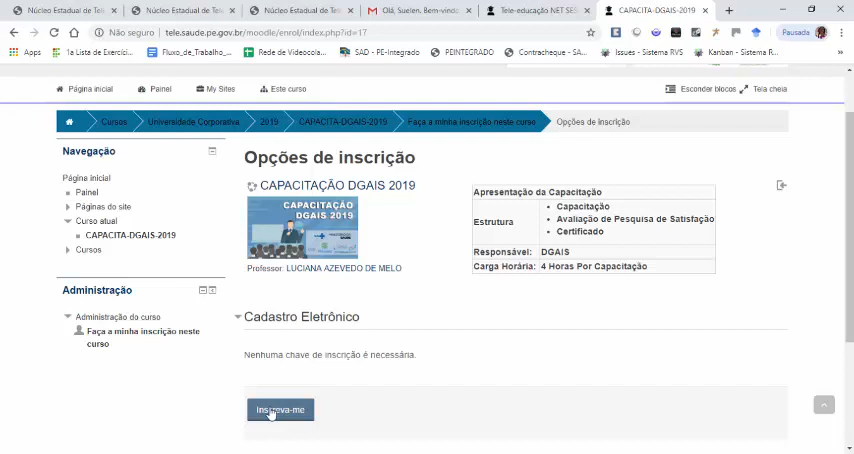 Núcleo Estadual de Tele
Núcleo Estadual de Tele
Núcleo Estadual de Tele
Olá, Suelen. Bem-vindo
Tele-educação NET SES
CAPACITA-DGAIS-2019
Não seguro | tele.saude.pe.gov.br/moodle/enrol/index.php?id=17
Pausada
Apps
1a Lista de Exercíci...
Fluxo_de_Trabalho_...
Rede de Videocola...
SAD - PE-Integrado
PEINTEGRADO
Contracheque - SA...
Issues - Sistema RVS
Kanban - Sistema R...
Página inicial
Painel
My Sites
Este curso
Esconder blocos
Tela cheia
Cursos
Universidade Corporativa
2019
CAPACITA-DGAIS-2019
Faça a minha inscrição neste curso
Opções de inscrição
Navegação
Página inicial
Painel
Páginas do site
Curso atual
CAPACITA-DGAIS-2019
Cursos
Administração
Administração do curso
Faça a minha inscrição neste
curso
Opções de inscrição
CAPACITAÇÃO DGAIS 2019
CAPACITAÇÃO
DGAIS 2019
Professor: LUCIANA AZEVEDO DE MELO
Apresentação da Capacitação
Estrutura
Capacitação
Avaliação de Pesquisa de Satisfação
Certificado
Responsável: DGAIS
Carga Horária: 4 Horas Por Capacitação
Cadastro Eletrônico
Nenhuma chave de inscrição é necessária.
Inscreva-me